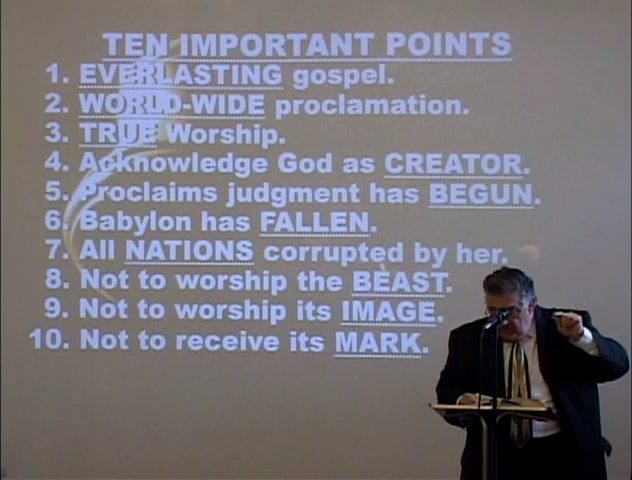 TEN IMPORTANT POINTS
1. EVERLASTING gospel.
2. WORLD-WIDE proclamation.
3. TRUE Worship.
4. Acknowledge God as CREATOR.
5. Proclaims judgment has BEGUN.
6. Babylon has FALLEN.
7. All NATIONS corrupted by her.
8. Not to worship the BEAST.
9. Not to worship its IMAGE.
10. Not to receive its MARK.